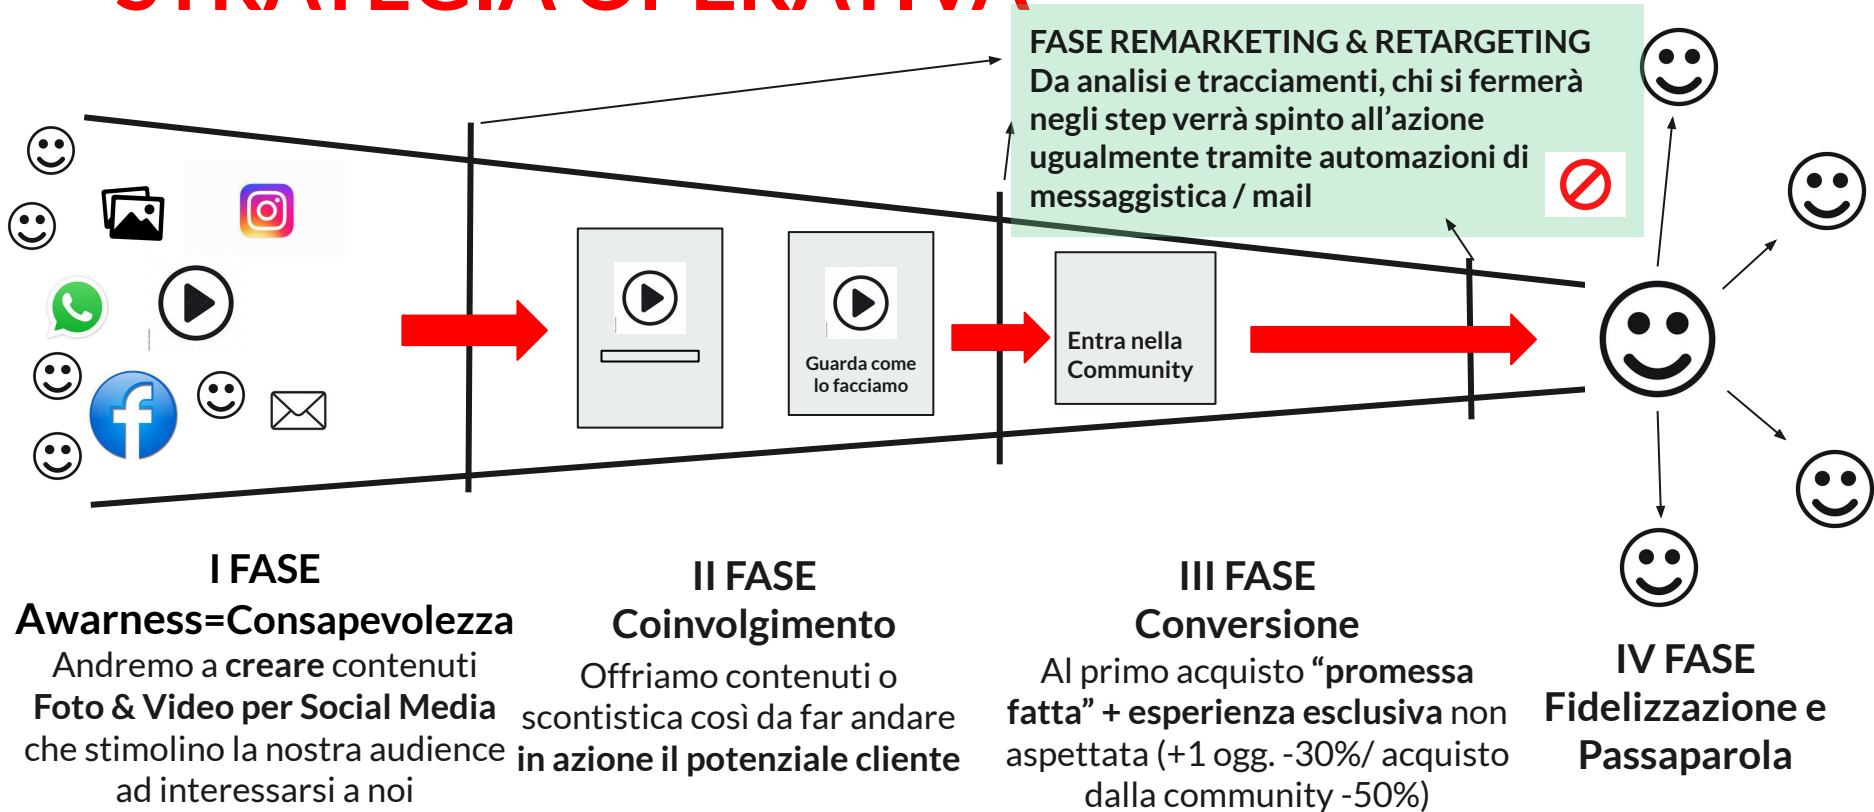 STRATEGIA OPERATIVA
FASE REMARKETING & RETARGETING
Da analisi e tracciamenti, chi si fermerà
negli step verrà spinto all’azione
ugualmente tramite automazioni di
messaggistica / mail
Guarda come
lo facciamo
Entra nella
Community
I FASE
Awarness=Consapevolezza
Andremo a creare contenuti
Foto & Video per Social Media
che stimolino la nostra audience
ad interessarsi a noi
II FASE
Coinvolgimento
Offriamo contenuti o
scontistica così da far andare
in azione il potenziale cliente
III FASE
Conversione
Al primo acquisto “promessa
fatta” + esperienza esclusiva non
aspettata (+1 ogg. -30%/ acquisto
dalla community -50%)
IV FASE
Fidelizzazione e
Passaparola